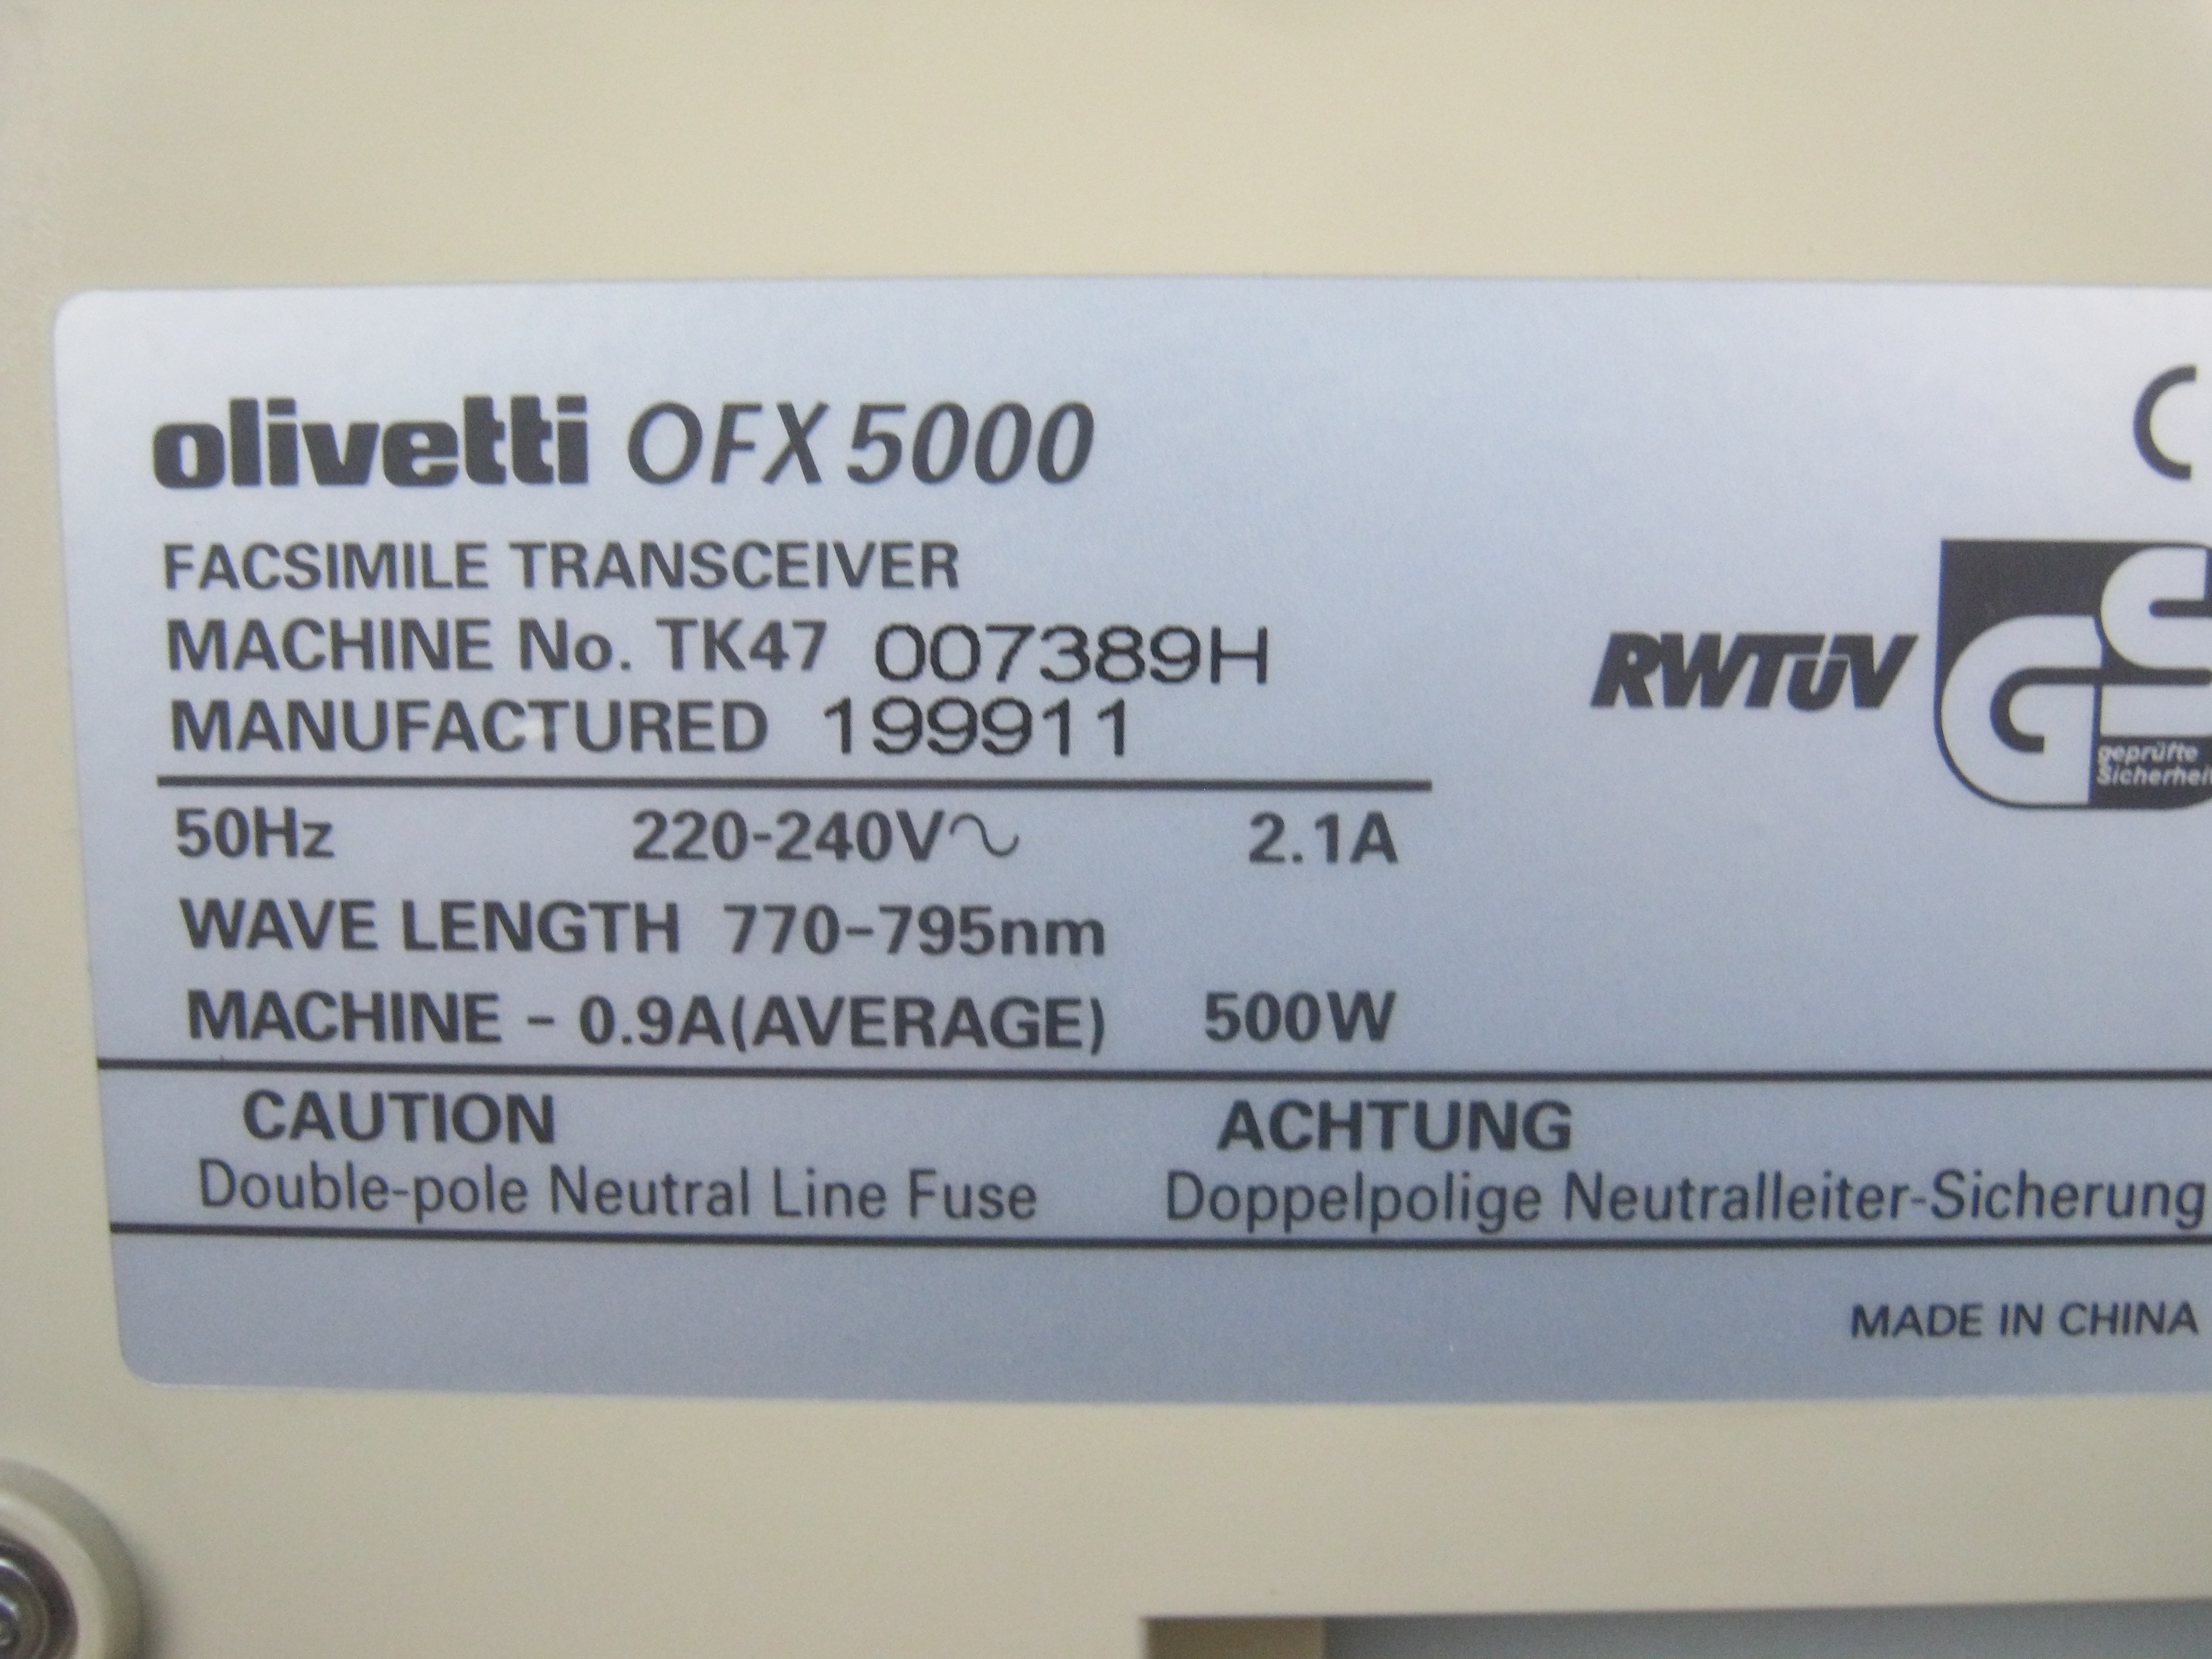 olivetti OFX 5000
FACSIMILE TRANSCEIVER
MACHINE No. TK47 007389H
MANUFACTURED 199911
RWTÜV
GS
geprüfte
50Hz 220-240V~ 2.1A
WAVE LENGTH 770-795nm
MACHINE - 0.9A(AVERAGE) 500W
CAUTION
Double-pole Neutral Line Fuse
ACHTUNG
Doppelpolige Neutralleiter-Sicherung
MADE IN CHINA